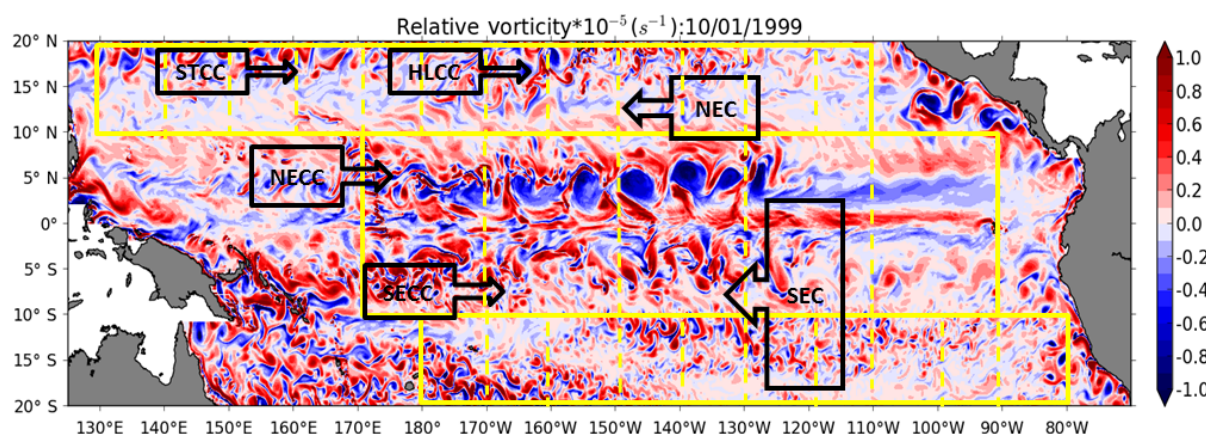 Relative vorticity*10⁻⁵(s⁻¹):10/01/1999
20° N
15° N
10° N
5° N
0°
5° S
10° S
15° S
20° S
STCC
HLCC
NEC
NECC
SECC
SEC
130°E 140°E 150°E 160°E 170°E 180° 170°W 160°W 150°W 140°W 130°W 120°W 110°W 100°W 90°W 80°W
1.0
0.8
0.6
0.4
0.2
0.0
-0.2
-0.4
-0.6
-0.8
-1.0